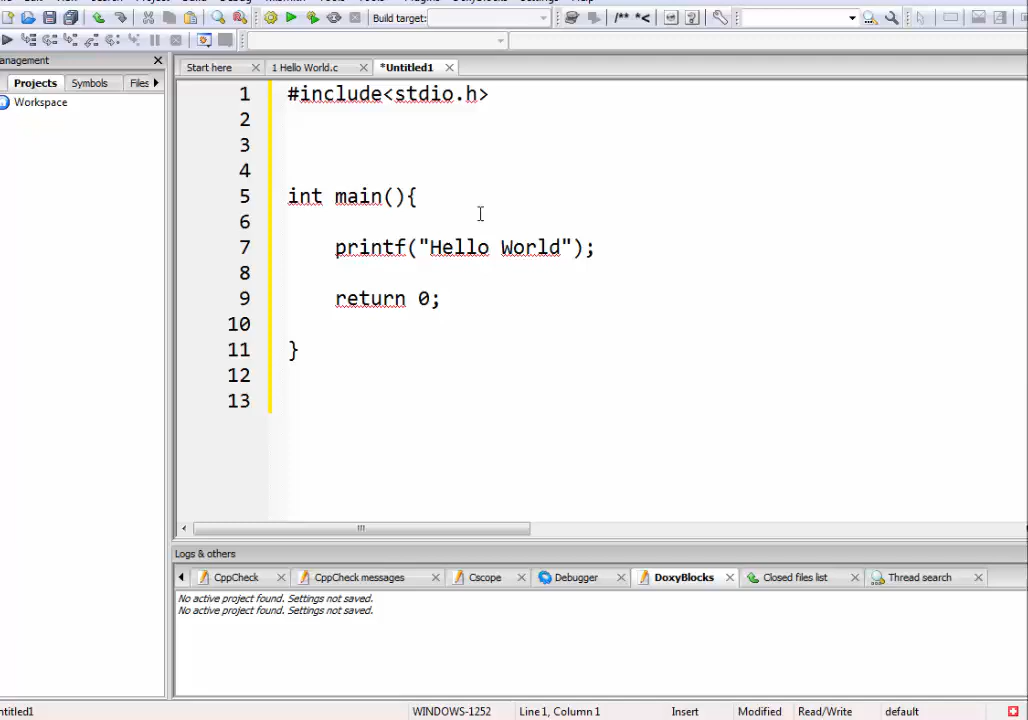 Build target:
/** *<
anagement
Start here 1 Hello World.c *Untitled1
Projects Symbols Files
Workspace
1 #include<stdio.h>
2
3
4
5 int main(){
6
7 printf("Hello World");
8
9 return 0;
10
11 }
12
13
Logs & others
CppCheck CppCheck messages Cscope Debugger DoxyBlocks Closed files list Thread search
No active project found. Settings not saved.
No active project found. Settings not saved.
ntitled1 WINDOWS-1252 Line 1, Column 1 Insert Modified Read/Write default